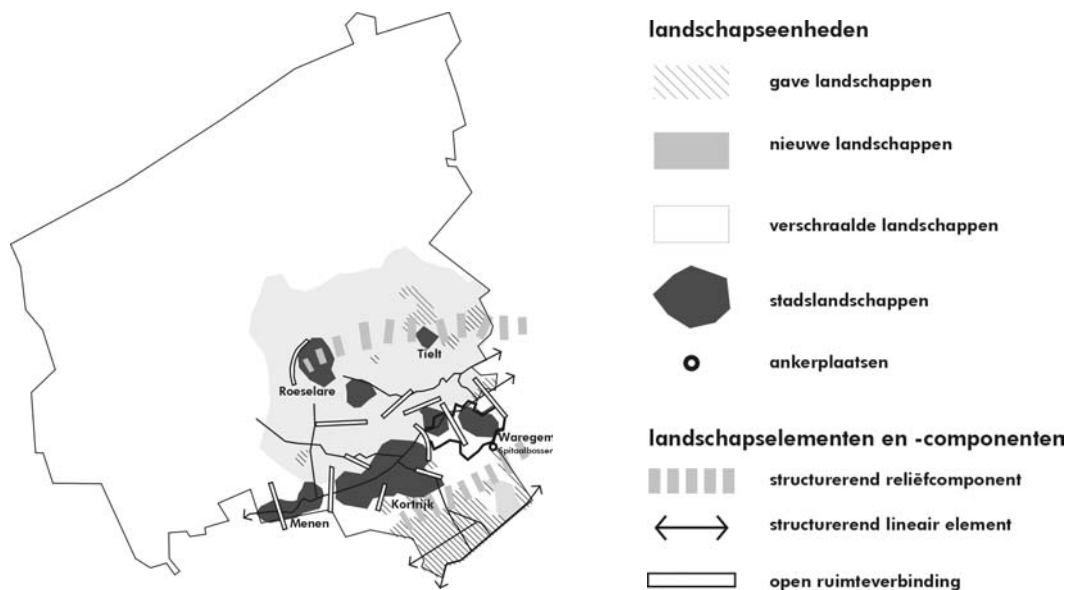 Tielt
Roeselare
Waregem
Spitaalbossen
Kortrijk
Menen
landschapseenheden
gave landschappen
nieuwe landschappen
verschraalde landschappen
stadslandschappen
ankerplaatsen
landschapselementen en -componenten
structurerend reliëfcomponent
structurerend lineair element
open ruimteverbinding